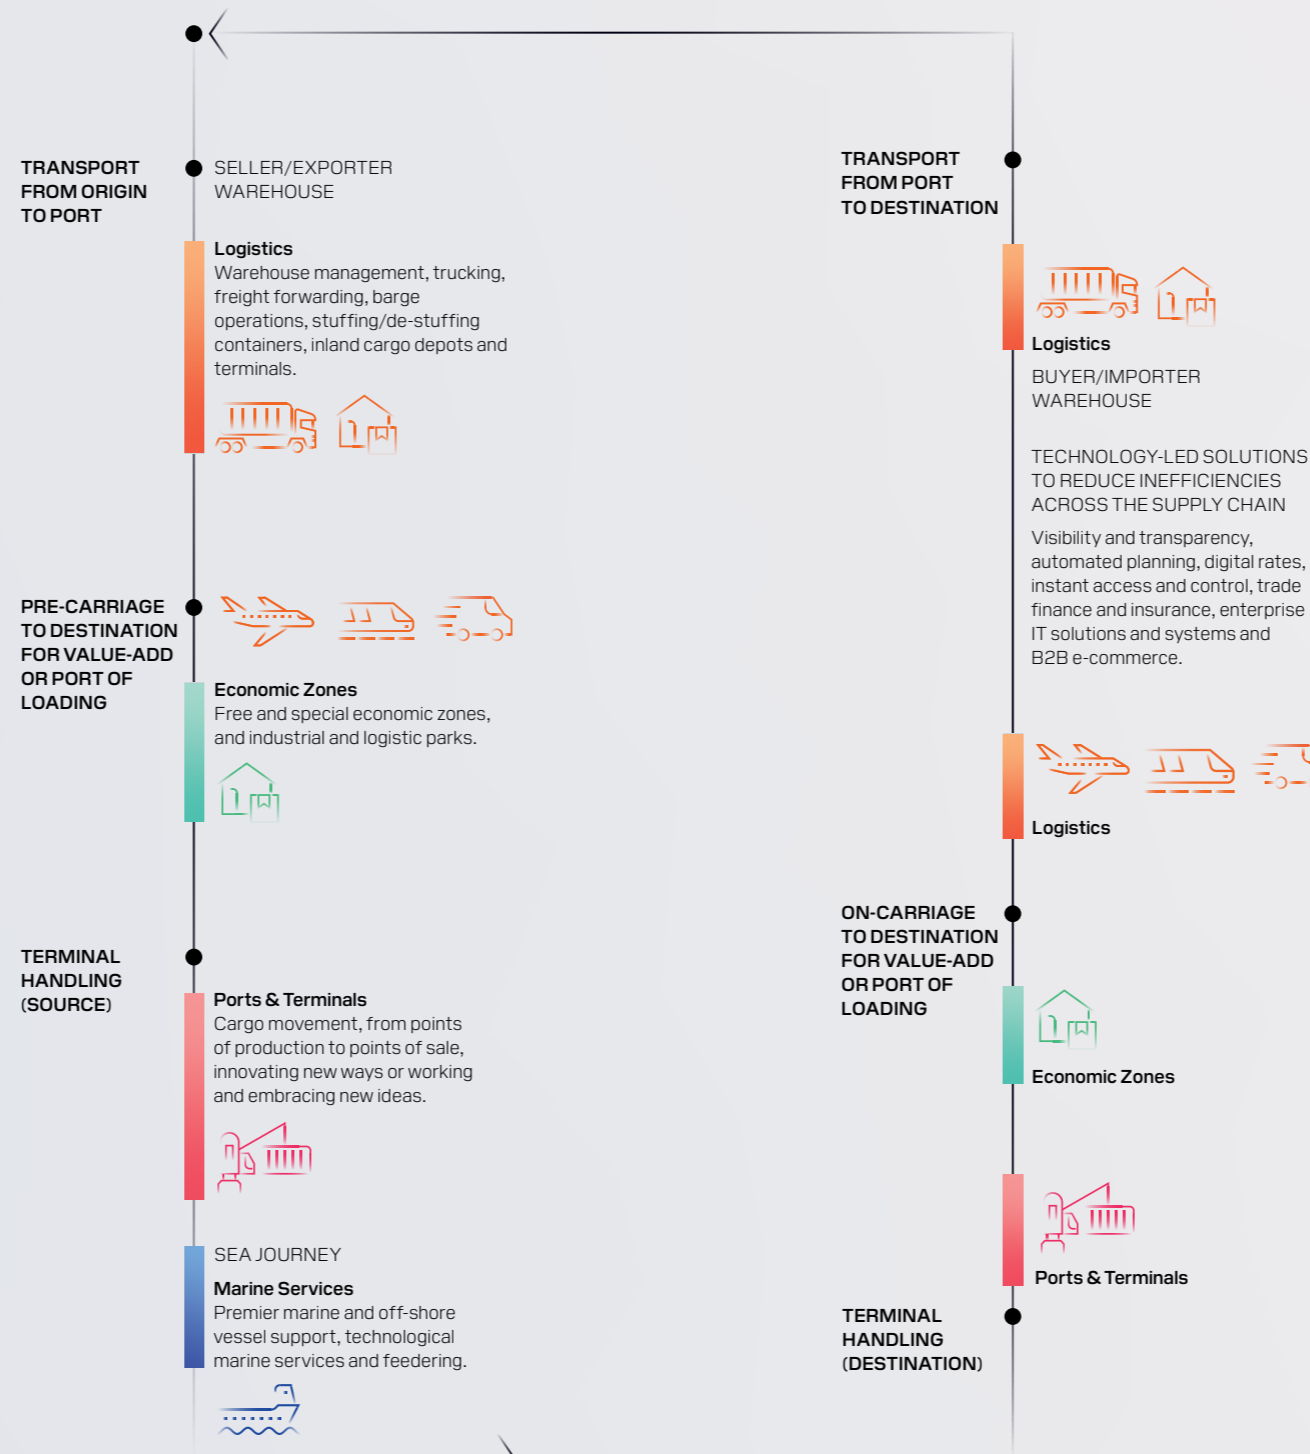 TRANSPORT
FROM ORIGIN
TO PORT
SELLER/EXPORTER
WAREHOUSE
Logistics
Warehouse management, trucking,
freight forwarding, barge
operations, stuffing/de-stuffing
containers, inland cargo depots and
terminals.
PRE-CARRIAGE
TO DESTINATION
FOR VALUE-ADD
OR PORT OF
LOADING
Economic Zones
Free and special economic zones,
and industrial and logistic parks.
TERMINAL
HANDLING
(SOURCE)
Ports & Terminals
Cargo movement, from points
of production to points of sale,
innovating new ways or working
and embracing new ideas.
SEA JOURNEY
Marine Services
Premier marine and off-shore
vessel support, technological
marine services and feedering.
TRANSPORT
FROM PORT
TO DESTINATION
Logistics
BUYER/IMPORTER
WAREHOUSE
TECHNOLOGY-LED SOLUTIONS
TO REDUCE INEFFICIENCIES
ACROSS THE SUPPLY CHAIN
Visibility and transparency,
automated planning, digital rates,
instant access and control, trade
finance and insurance, enterprise
IT solutions and systems and
B2B e-commerce.
Logistics
ON-CARRIAGE
TO DESTINATION
FOR VALUE-ADD
OR PORT OF
LOADING
Economic Zones
Ports & Terminals
TERMINAL
HANDLING
(DESTINATION)